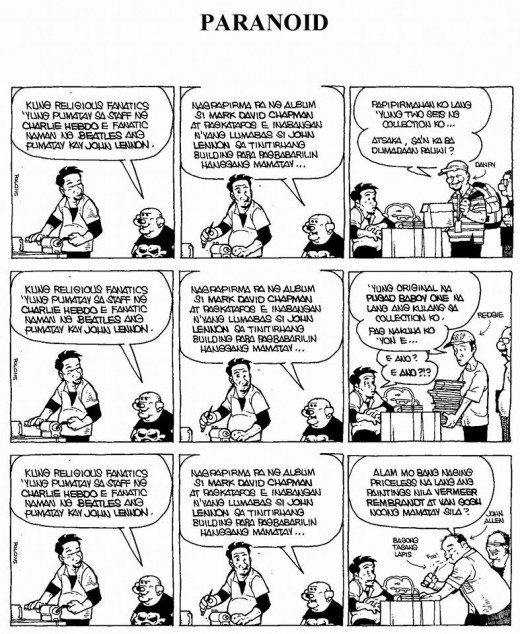 PARANOID
KUNG RELIGIOUS FANATICS
'YUNG PUMATAY SA STAFF NG
CHARLIE HEBDO E FANATIC
NAMAN NG BEATLES ANG
PUMATAY KAY JOHN LENNON.
NAGPAPIRMA PA NG ALBUM
SI MARK DAVID CHAPMAN
AT PAGKATAPOS E INABANGAN
N'YANG LUMABAS SI JOHN
LENNON SA TINITIRHANG
BUILDING PARA PAGBABARILIN
HANGGANG MAMATAY...
PAPIPIRMAHAN KO LANG
'YUNG TWO SETS NG
COLLECTION KO...
ATSAKA, SA'N KA BA
DUMADAAN PAUWI?
DANRY
POL/2015
KUNG RELIGIOUS FANATICS
'YUNG PUMATAY SA STAFF NG
CHARLIE HEBDO E FANATIC
NAMAN NG BEATLES ANG
PUMATAY KAY JOHN LENNON.
NAGPAPIRMA PA NG ALBUM
SI MARK DAVID CHAPMAN
AT PAGKATAPOS E INABANGAN
N'YANG LUMABAS SI JOHN
LENNON SA TINITIRHANG
BUILDING PARA PAGBABARILIN
HANGGANG MAMATAY...
'YUNG ORIGINAL NA
PUGAD BABOY ONE NA
LANG ANG KULANG SA
COLLECTION KO.
PAG NAKUHA KO
'YON E...
E ANO?
E ANO?!?
REDGIE
POL/2015
KUNG RELIGIOUS FANATICS
'YUNG PUMATAY SA STAFF NG
CHARLIE HEBDO E FANATIC
NAMAN NG BEATLES ANG
PUMATAY KAY JOHN LENNON.
NAGPAPIRMA PA NG ALBUM
SI MARK DAVID CHAPMAN
AT PAGKATAPOS E INABANGAN
N'YANG LUMABAS SI JOHN
LENNON SA TINITIRHANG
BUILDING PARA PAGBABARILIN
HANGGANG MAMATAY...
ALAM MO BANG NAGING
PRICELESS NA LANG ANG
PAINTINGS NILA VERMEER
REMBRANDT AT VAN GOGH
NOONG MAMATAY SILA?
JOHN
ALLEN
BAGONG
TASANG
LAPIS
POL/2015